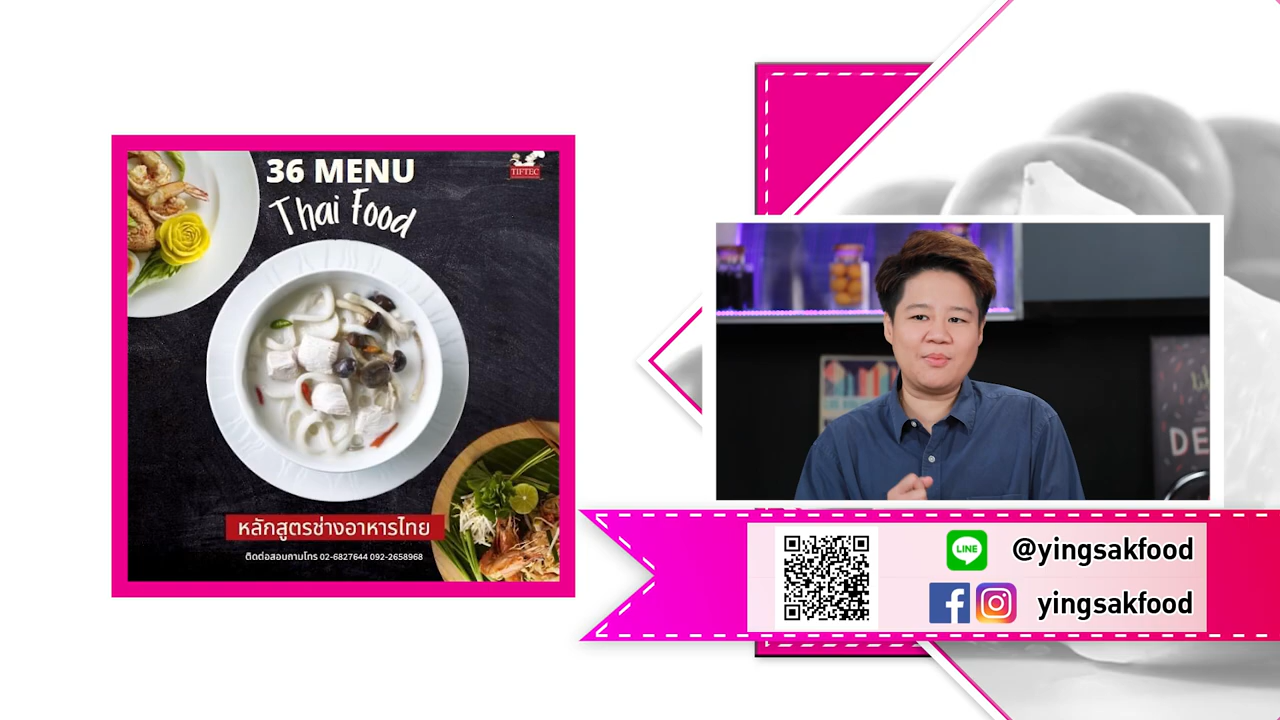 36 MENU
Thai Food
TIFTEC
หลักสูตรช่างอาหารไทย
ติดต่อสอบถามโทร 02-6827644 092-2658968
DE
LINE
@yingsakfood
yingsakfood